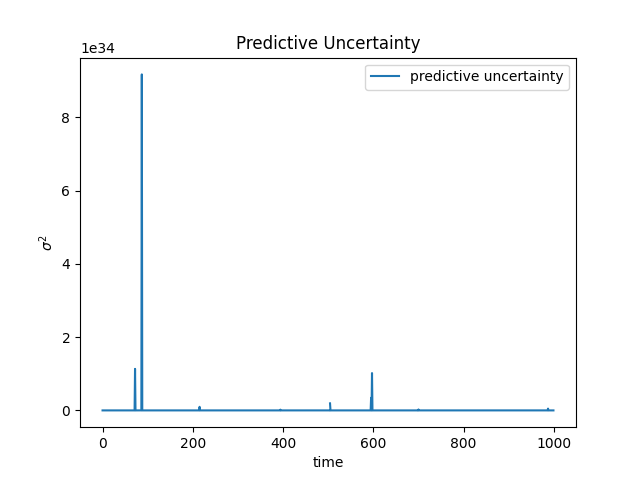 Predictive Uncertainty
1e34
predictive uncertainty
8
6
4
2
0
σ²
0 200 400 600 800 1000
time